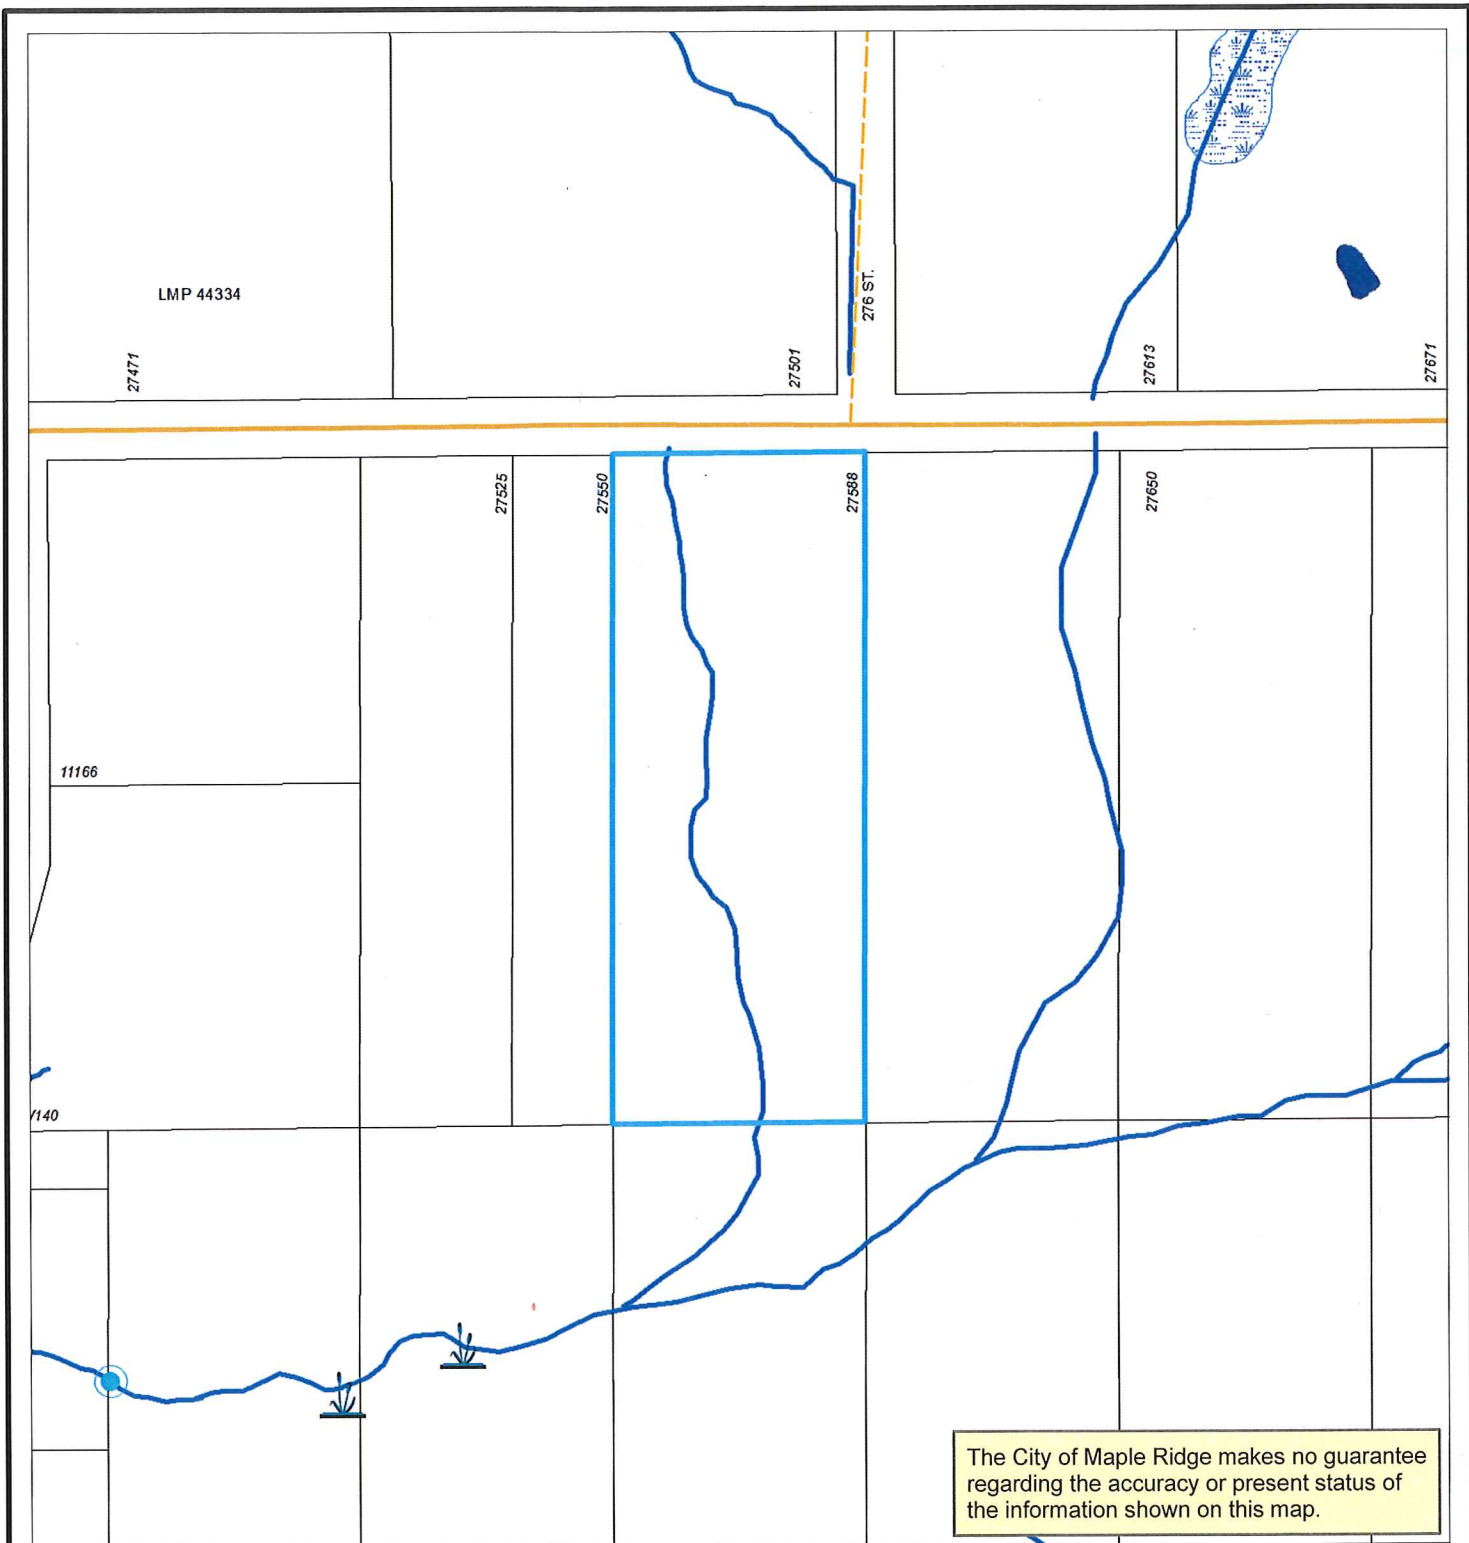 LMP 44334
27471
27501
276 ST.
27613
27671
27525
27550
27588
27650
11166
/140
The City of Maple Ridge makes no guarantee
regarding the accuracy or present status of
the information shown on this map.